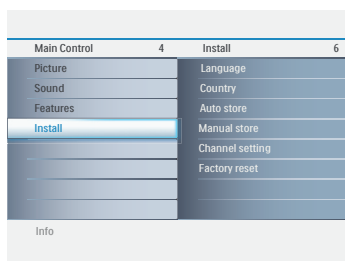 Main Control 4 Install 6
Picture Language
Sound Country
Features Auto store
Install Manual store
Channel setting
Factory reset
Info